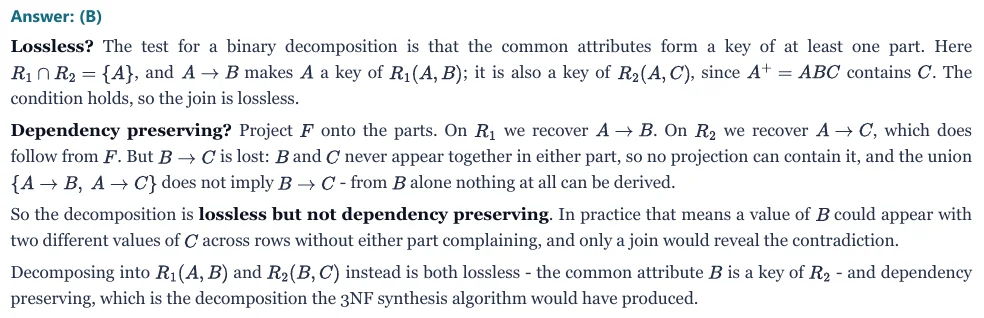 Answer: (B)
Lossless? The test for a binary decomposition is that the common attributes form a key of at least one part. Here
R₁ ∩ R₂ = {A}, and A → B makes A a key of R₁(A, B); it is also a key of R₂(A, C), since A⁺ = ABC contains C. The
condition holds, so the join is lossless.
Dependency preserving? Project F onto the parts. On R₁ we recover A → B. On R₂ we recover A → C, which does
follow from F. But B → C is lost: B and C never appear together in either part, so no projection can contain it, and the union
{A → B, A → C} does not imply B → C - from B alone nothing at all can be derived.
So the decomposition is lossless but not dependency preserving. In practice that means a value of B could appear with
two different values of C across rows without either part complaining, and only a join would reveal the contradiction.
Decomposing into R₁(A, B) and R₂(B, C) instead is both lossless - the common attribute B is a key of R₂ - and dependency
preserving, which is the decomposition the 3NF synthesis algorithm would have produced.